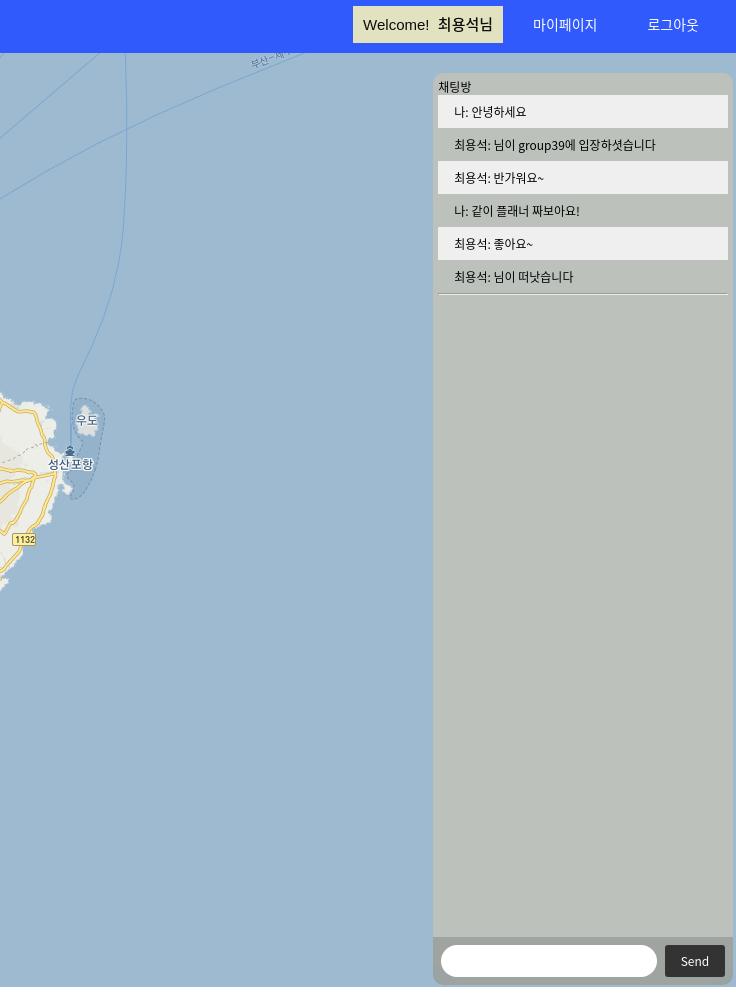 Welcome! 최용석님 마이페이지 로그아웃
부산-제주
채팅방
나: 안녕하세요
최용석: 님이 group39에 입장하셧습니다
최용석: 반가워요~
나: 같이 플래너 짜보아요!
최용석: 좋아요~
최용석: 님이 떠낫습니다
우도
성산포항
1132
Send